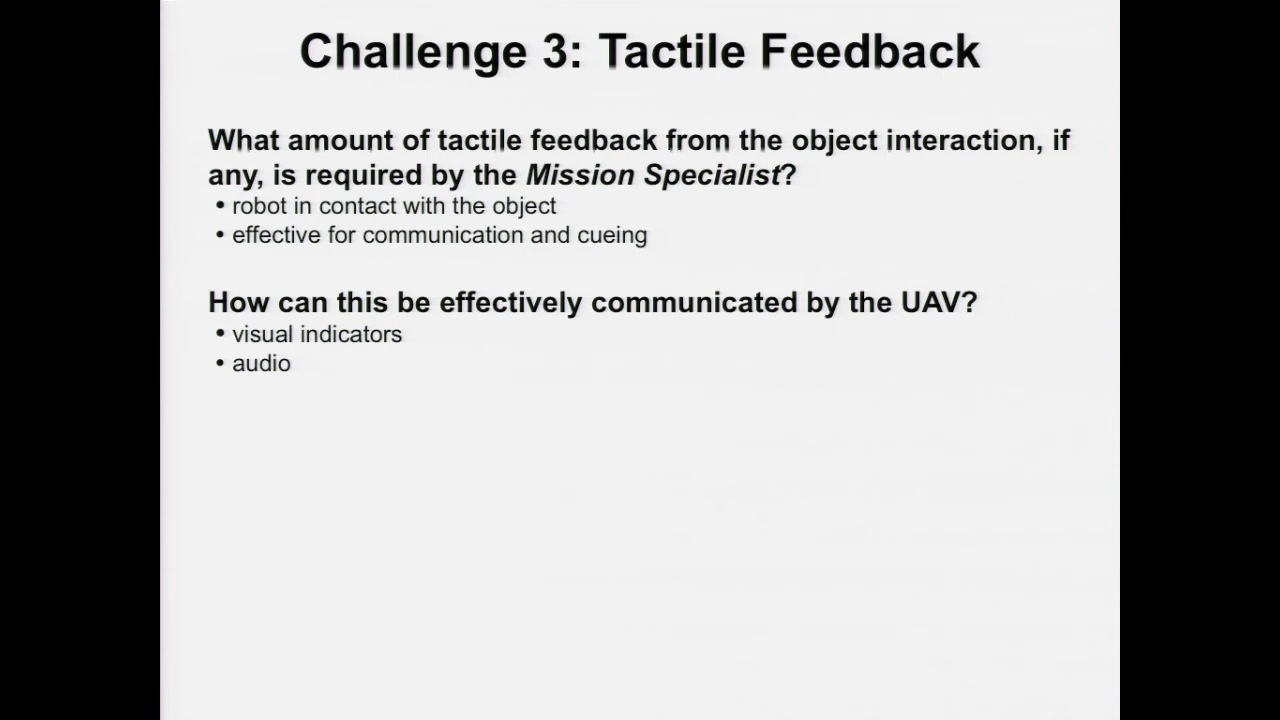 Challenge 3: Tactile Feedback
What amount of tactile feedback from the object interaction, if
any, is required by the Mission Specialist?
• robot in contact with the object
• effective for communication and cueing
How can this be effectively communicated by the UAV?
• visual indicators
• audio